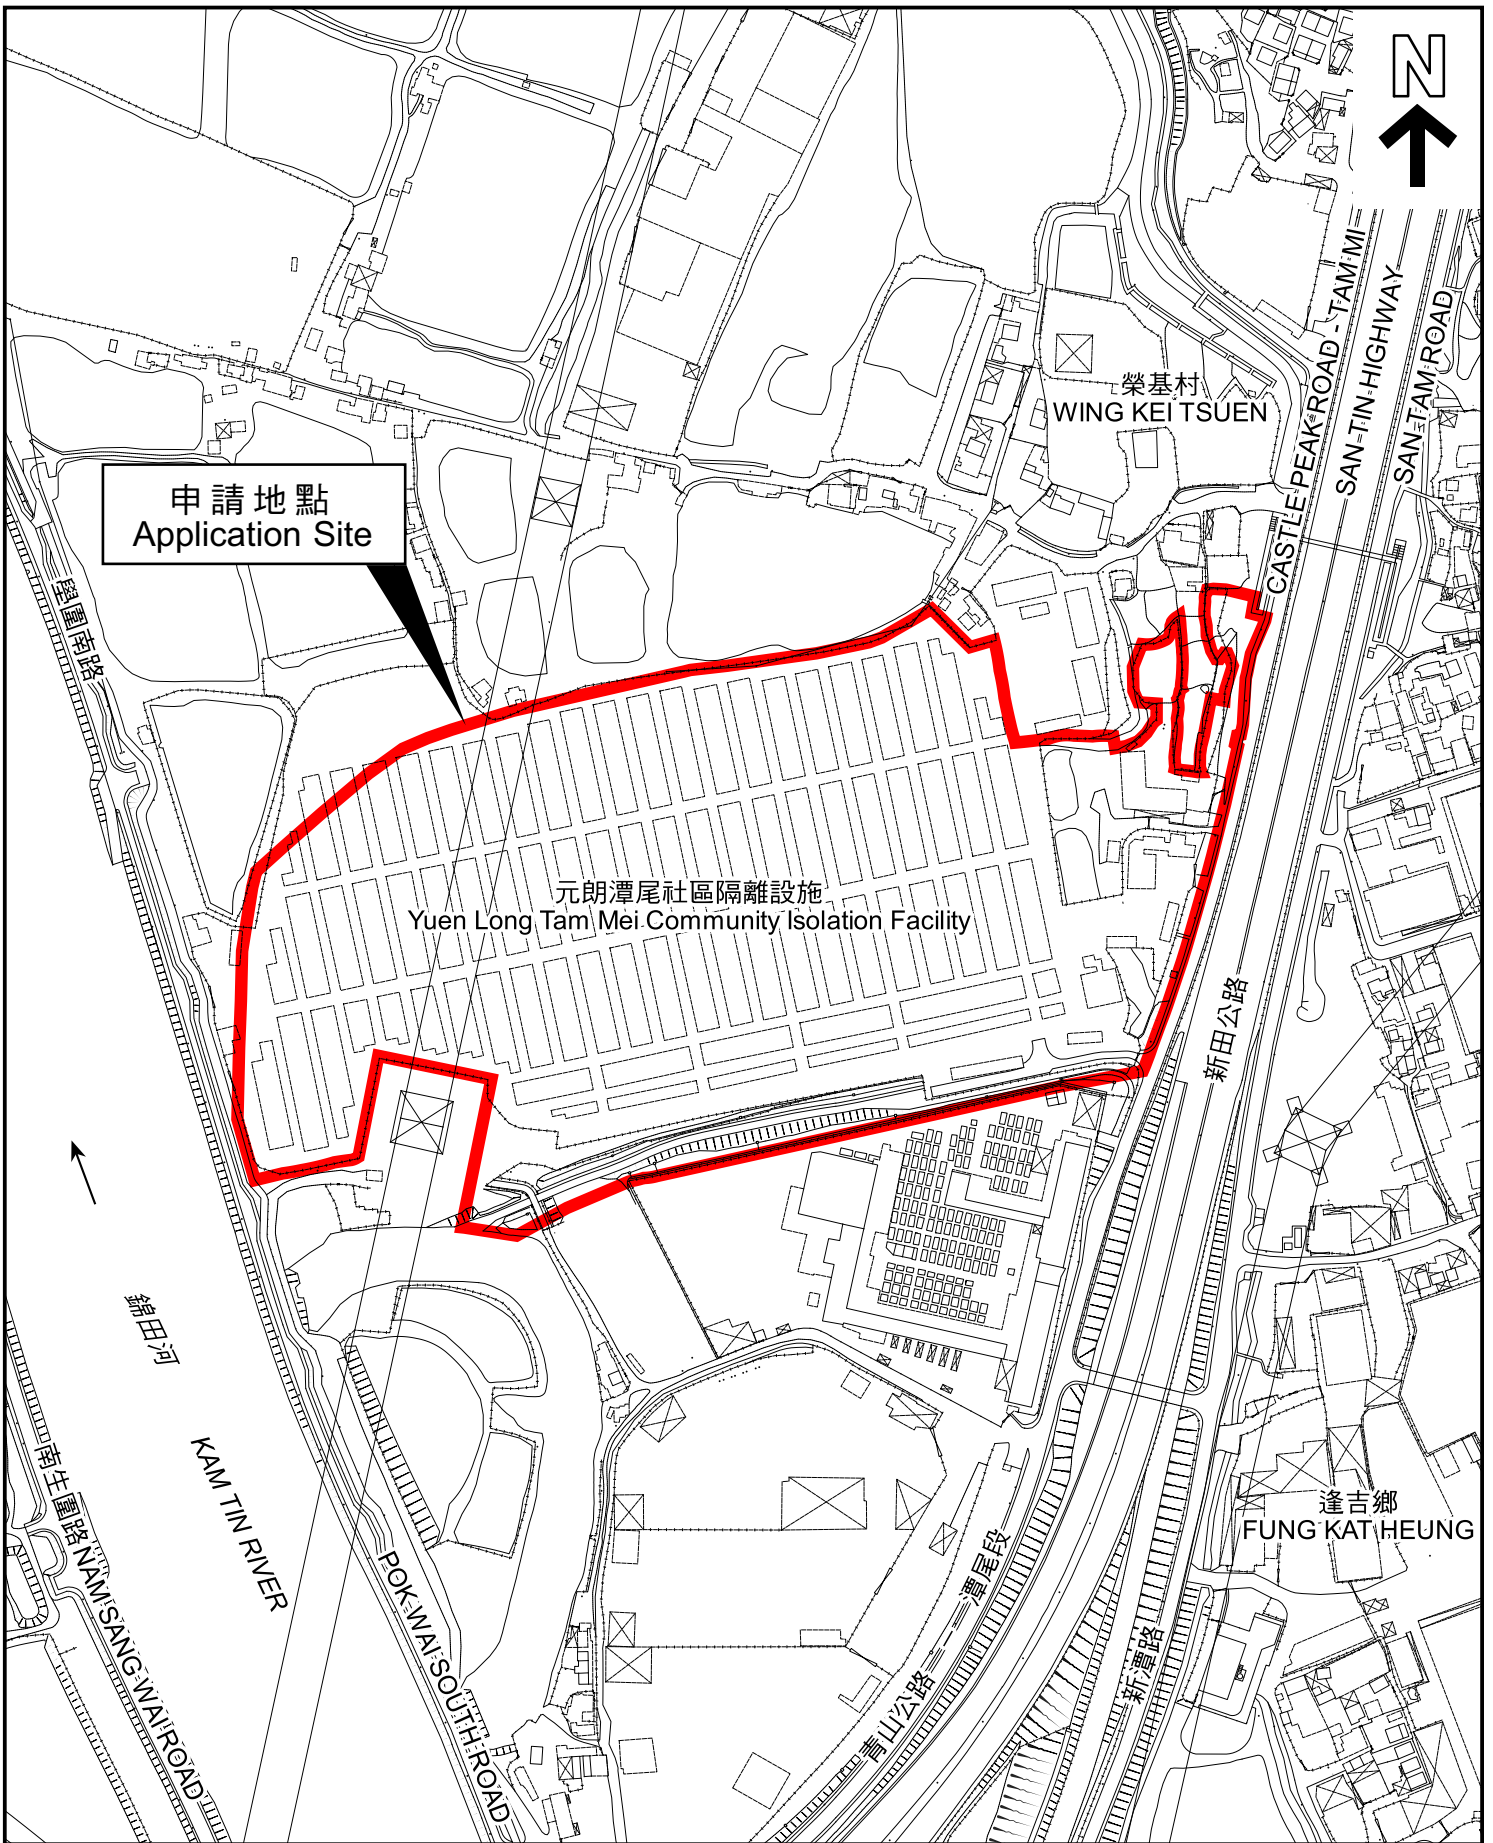 N
榮基村
WING KEI TSUEN
CASTLE PEAK ROAD - TAM MI
SAN TIN HIGHWAY
SAN TAM ROAD
申請地點
Application Site
壆圍南路
元朗潭尾社區隔離設施
Yuen Long Tam Mei Community Isolation Facility
新田公路
錦田河
KAM TIN RIVER
南生圍路 NAM SANG WAI ROAD
POK WAI SOUTH ROAD
逢吉鄉
FUNG KAT HEUNG
青山公路 - 潭尾段
新潭路